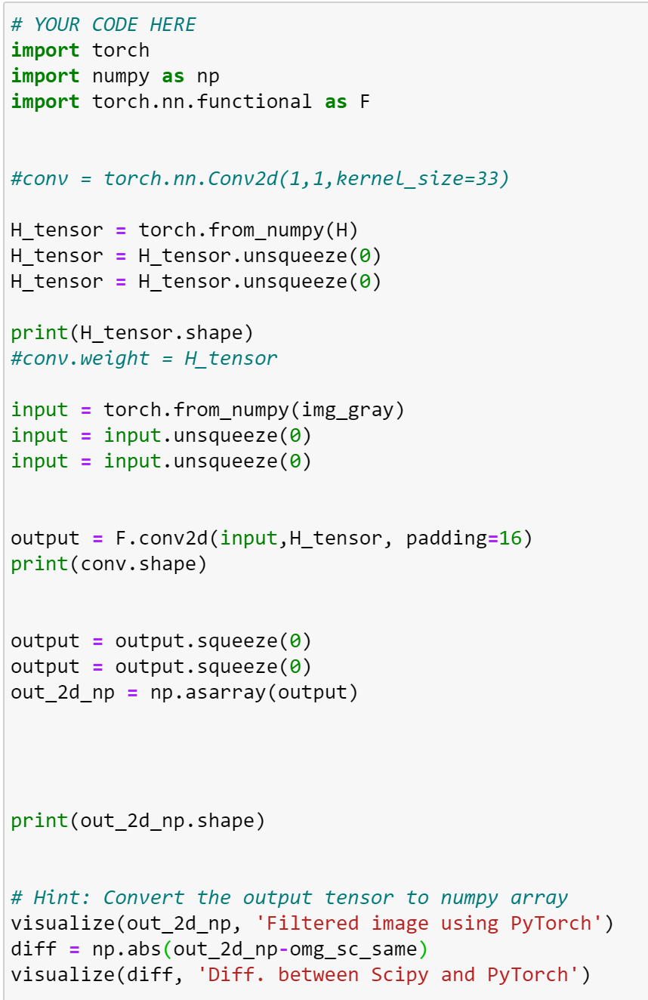 # YOUR CODE HERE
import torch
import numpy as np
import torch.nn.functional as F
#conv = torch.nn.Conv2d(1,1,kernel_size=33)
H_tensor = torch.from_numpy(H)
H_tensor = H_tensor.unsqueeze(0)
H_tensor = H_tensor.unsqueeze(0)
print(H_tensor.shape)
#conv.weight = H_tensor
input = torch.from_numpy(img_gray)
input = input.unsqueeze(0)
input = input.unsqueeze(0)
output = F.conv2d(input,H_tensor, padding=16)
print(conv.shape)
output = output.squeeze(0)
output = output.squeeze(0)
out_2d_np = np.asarray(output)
print(out_2d_np.shape)
# Hint: Convert the output tensor to numpy array
visualize(out_2d_np, 'Filtered image using PyTorch')
diff = np.abs(out_2d_np-omg_sc_same)
visualize(diff, 'Diff. between Scipy and PyTorch')